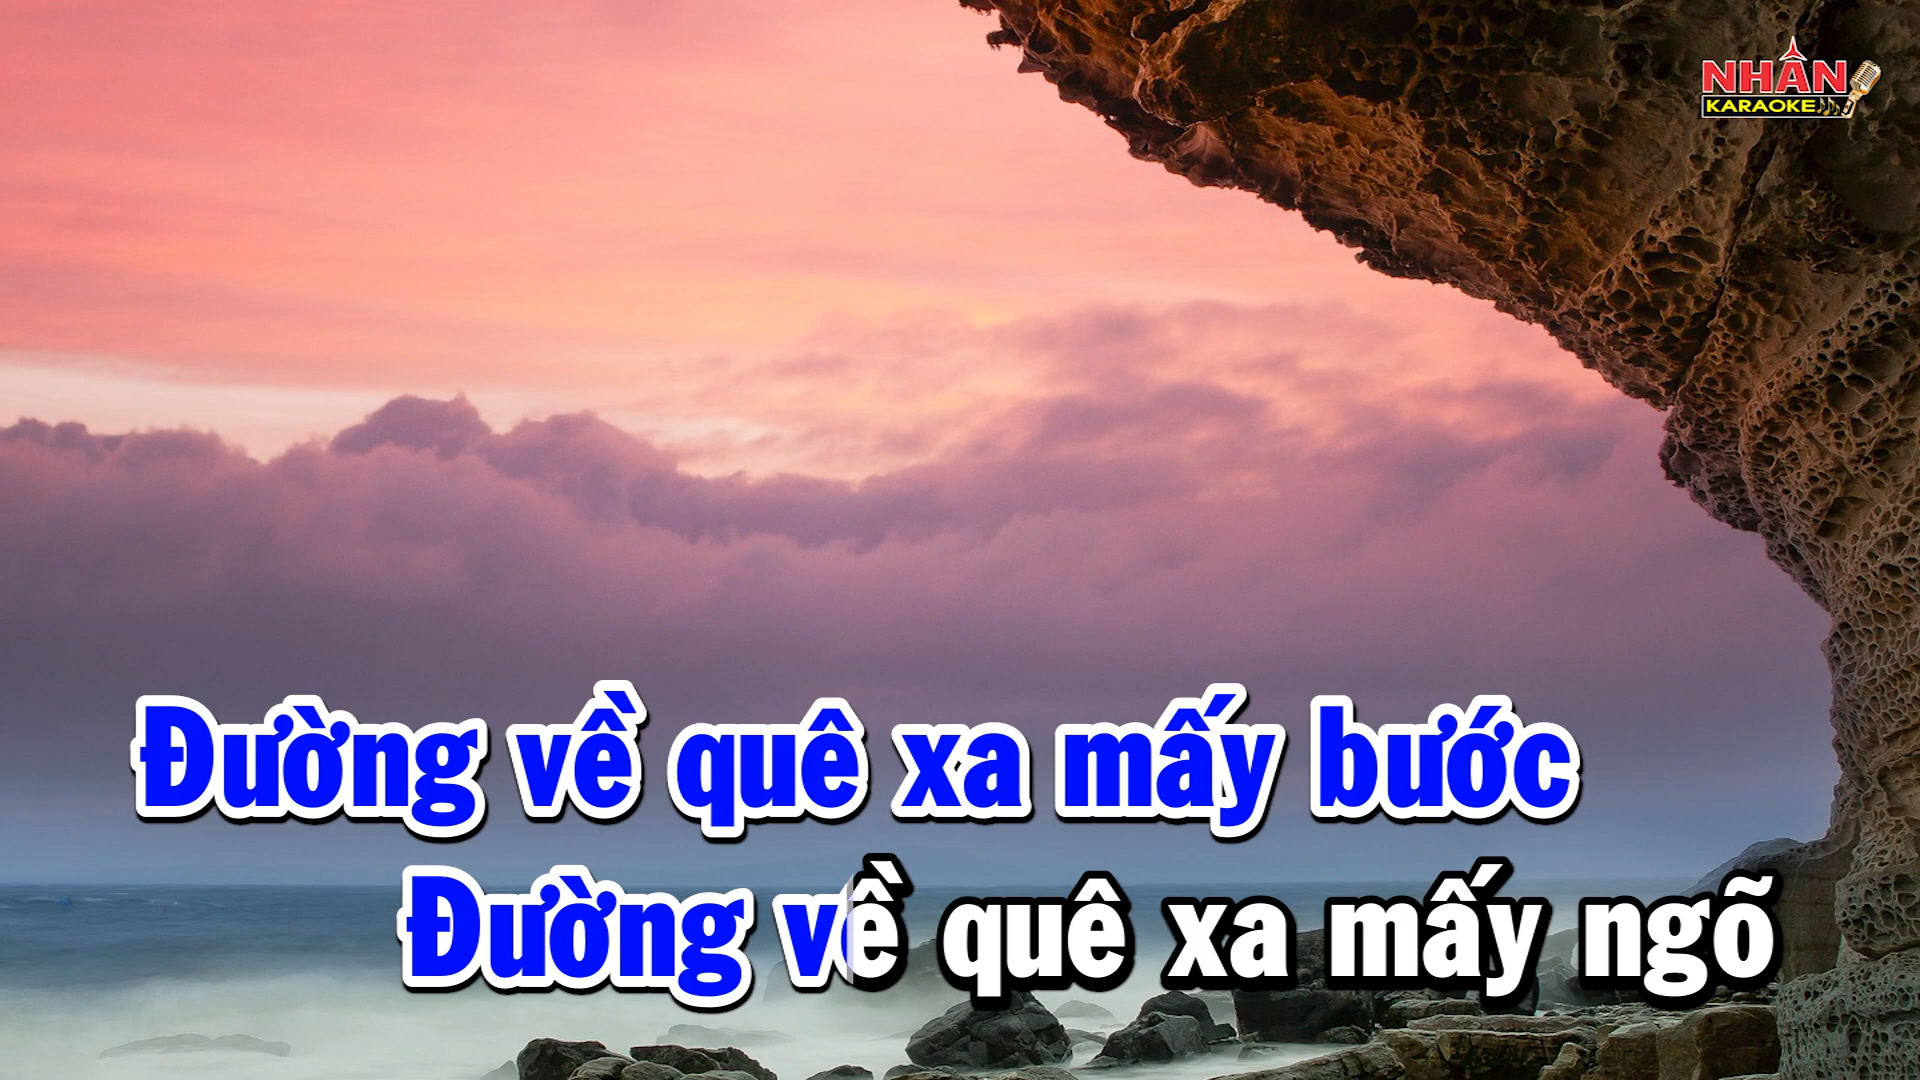 NHÂN
KARAOKE
Đường về quê xa mấy bước
Đường về quê xa mấy ngõ